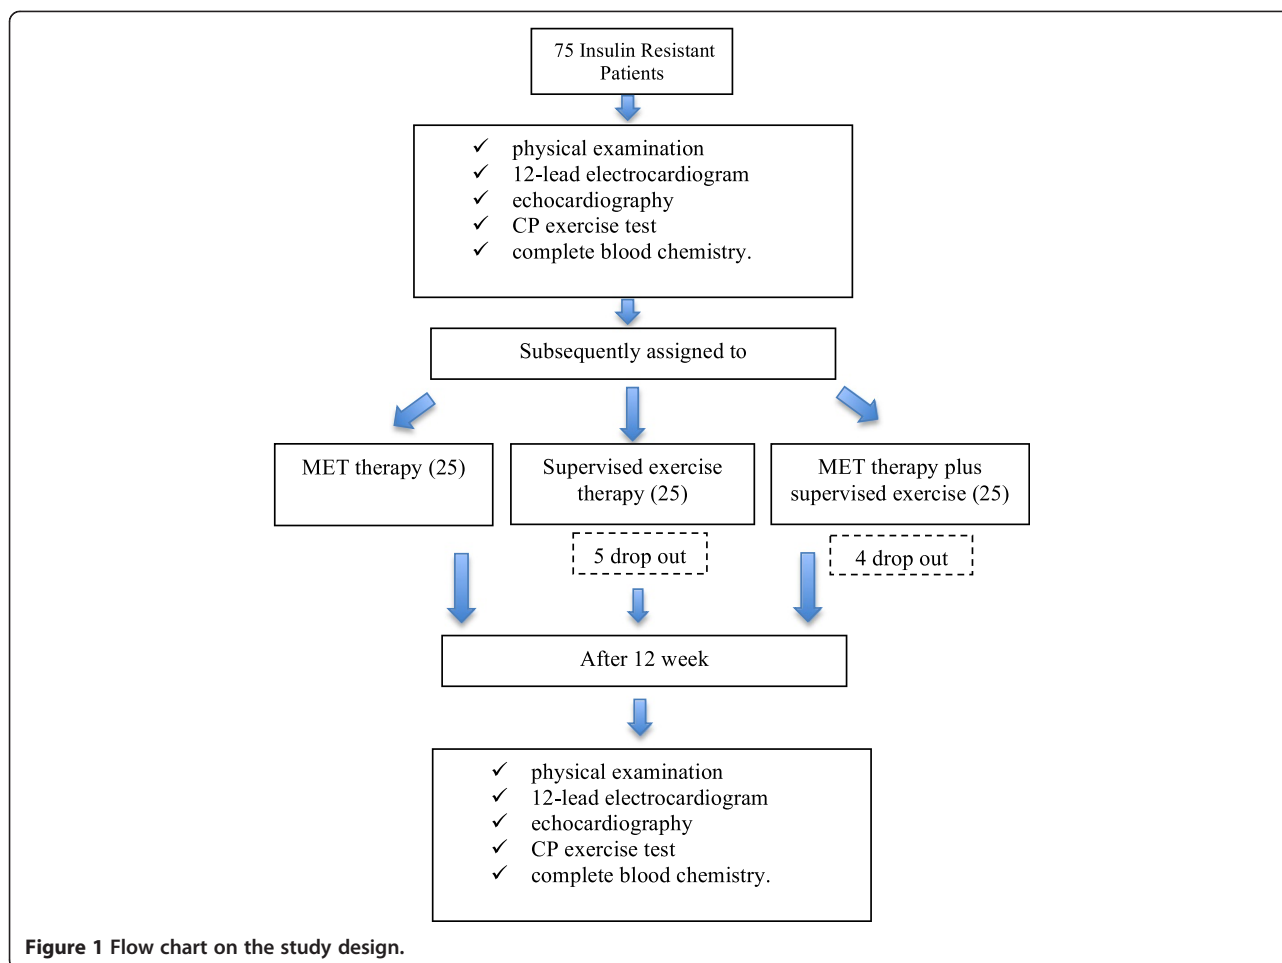 75 Insulin Resistant
Patients
✓ physical examination
✓ 12-lead electrocardiogram
✓ echocardiography
✓ CP exercise test
✓ complete blood chemistry.
Subsequently assigned to
MET therapy (25)
Supervised exercise
therapy (25)
MET therapy plus
supervised exercise (25)
5 drop out
4 drop out
After 12 week
✓ physical examination
✓ 12-lead electrocardiogram
✓ echocardiography
✓ CP exercise test
✓ complete blood chemistry.
Figure 1 Flow chart on the study design.